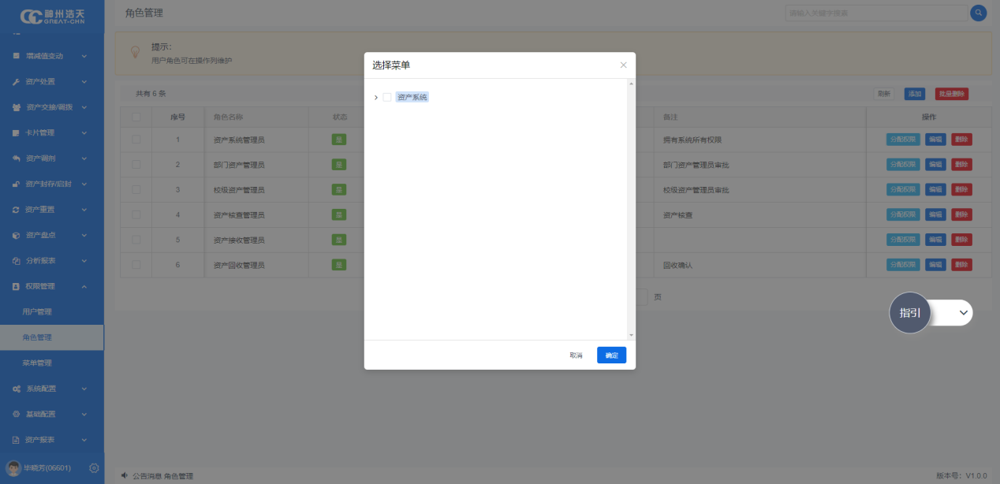 神州浩天
GREAT-CHN
增减值变动
资产处置
资产交接/调拨
卡片管理
资产调剂
资产封存/启封
资产重置
资产盘点
分析报表
权限管理
用户管理
角色管理
菜单管理
系统配置
基础配置
资产报表
毕晓芳(06601)
角色管理
请输入关键字搜索
提示:
用户角色可在操作列维护
共有 6 条
刷新 添加 批量删除
序号 角色名称 状态 备注 操作
1 资产系统管理员 是 拥有系统所有权限 分配权限 编辑 删除
2 部门资产管理员 是 部门资产管理员审批 分配权限 编辑 删除
3 校级资产管理员 是 校级资产管理员审批 分配权限 编辑 删除
4 资产核查管理员 是 资产核查 分配权限 编辑 删除
5 资产接收管理员 是 分配权限 编辑 删除
6 资产回收管理员 是 回收确认 分配权限 编辑 删除
页
选择菜单
资产系统
取消 确定
指引
公告消息 角色管理
版本号: V1.0.0